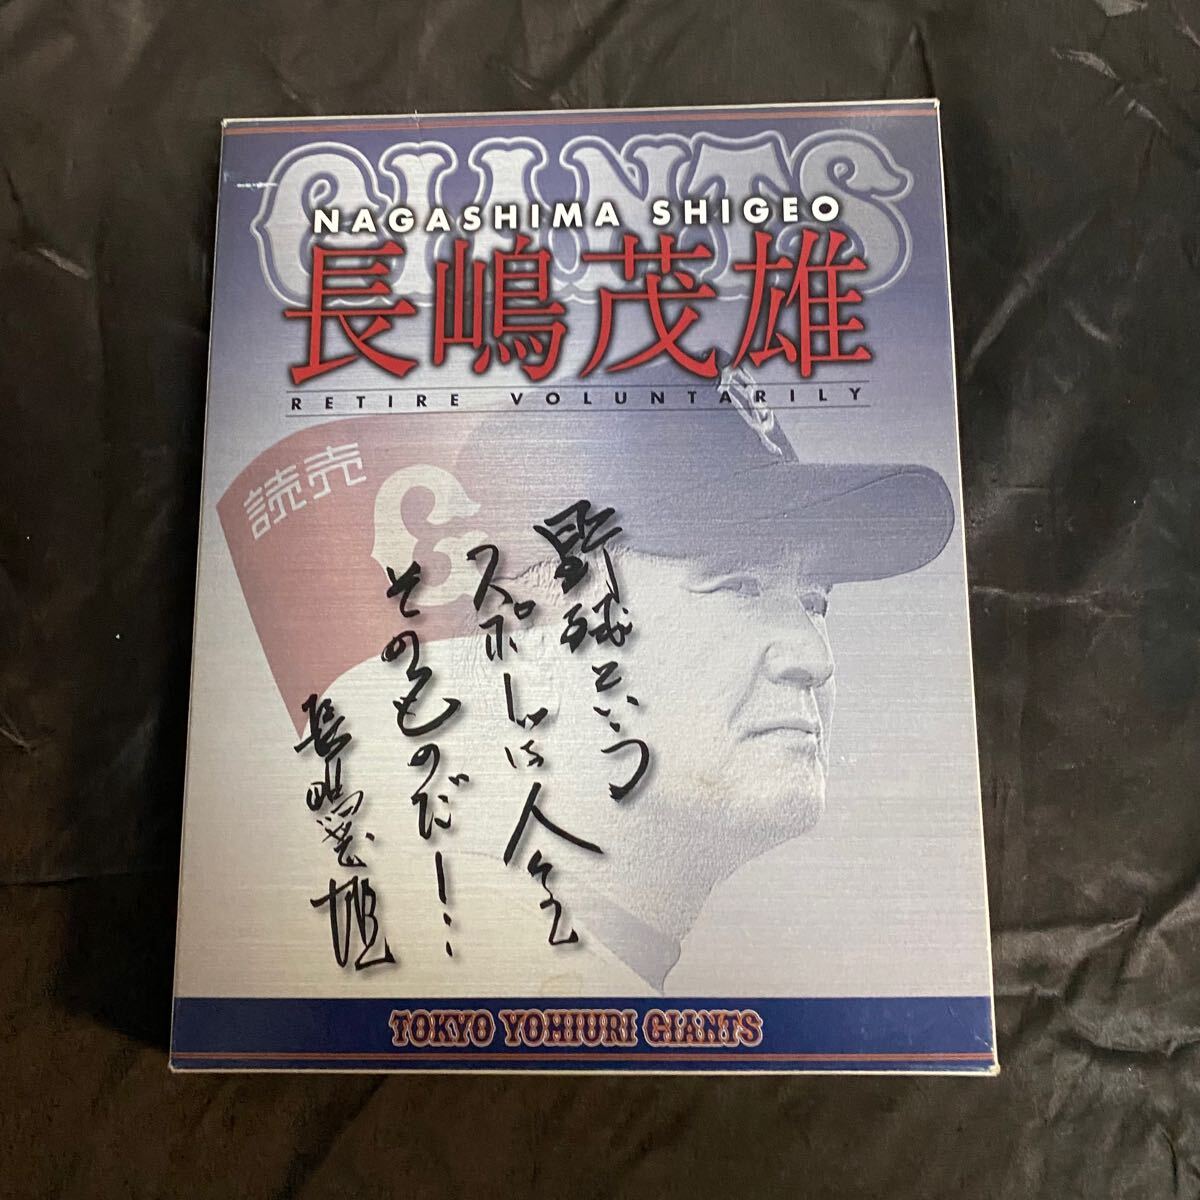 GIANTS
NAGASHIMA SHIGEO
長嶋茂雄
RETIRE VOLUNTARILY
読売
3
野球という
スポーツは人生
そのものだ!…
長嶋茂雄
TOKYO YOMIURI GIANTS